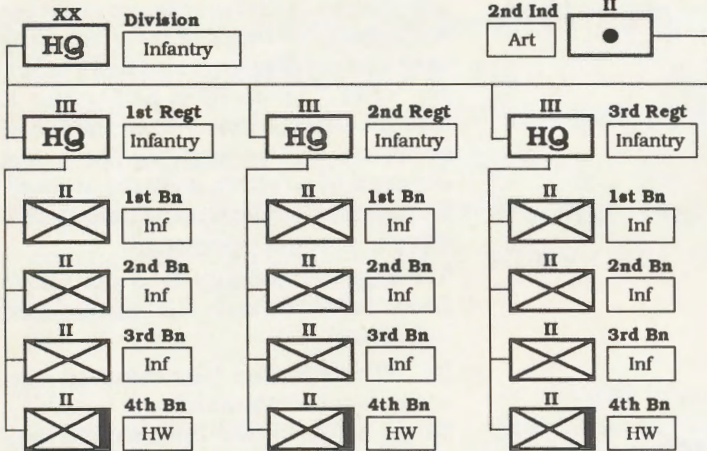 XX Division 2nd Ind II
HQ Infantry Art
III 1st Regt III 2nd Regt III 3rd Regt
HQ Infantry HQ Infantry HQ Infantry
II 1st Bn II 1st Bn II 1st Bn
Inf Inf Inf
II 2nd Bn II 2nd Bn II 2nd Bn
Inf Inf Inf
II 3rd Bn II 3rd Bn II 3rd Bn
Inf Inf Inf
II 4th Bn II 4th Bn II 4th Bn
HW HW HW